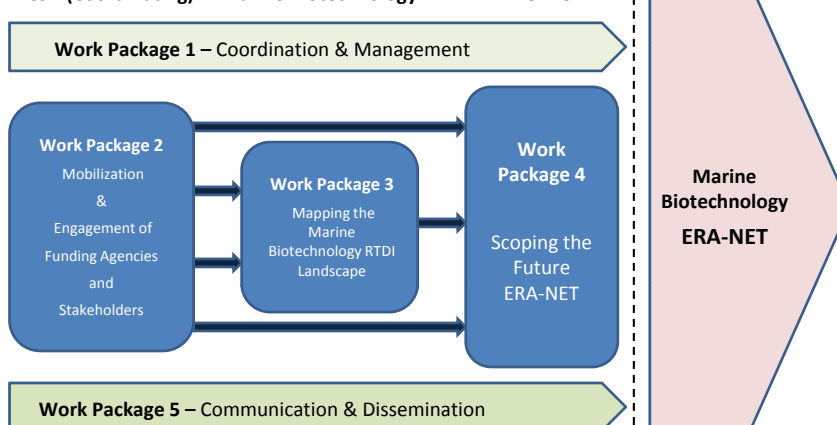 Work Package 1 – Coordination & Management
Work Package 2
Mobilization
&
Engagement of
Funding Agencies
and
Stakeholders
Work Package 3
Mapping the
Marine
Biotechnology RTDI
Landscape
Work
Package 4
Scoping the
Future
ERA-NET
Marine
Biotechnology
ERA-NET
Work Package 5 – Communication & Dissemination